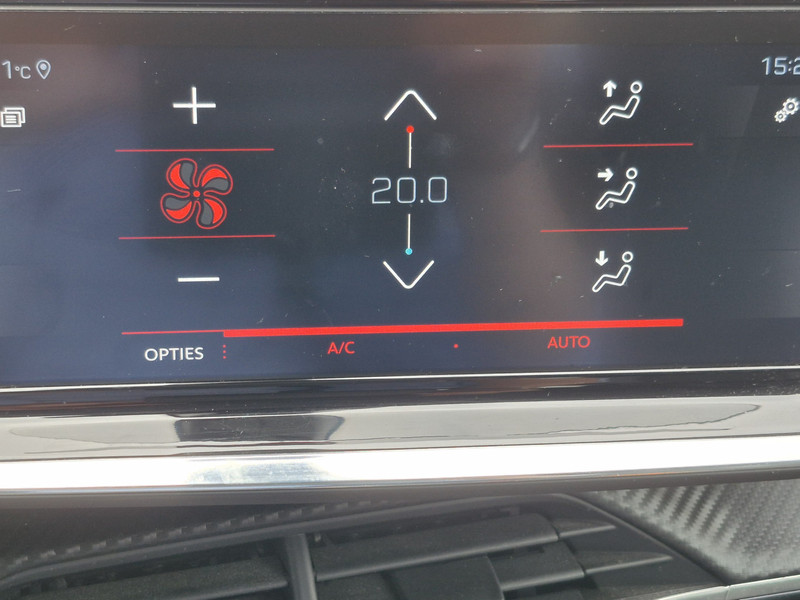 1°C
15:2
20.0
OPTIES
A/C
AUTO